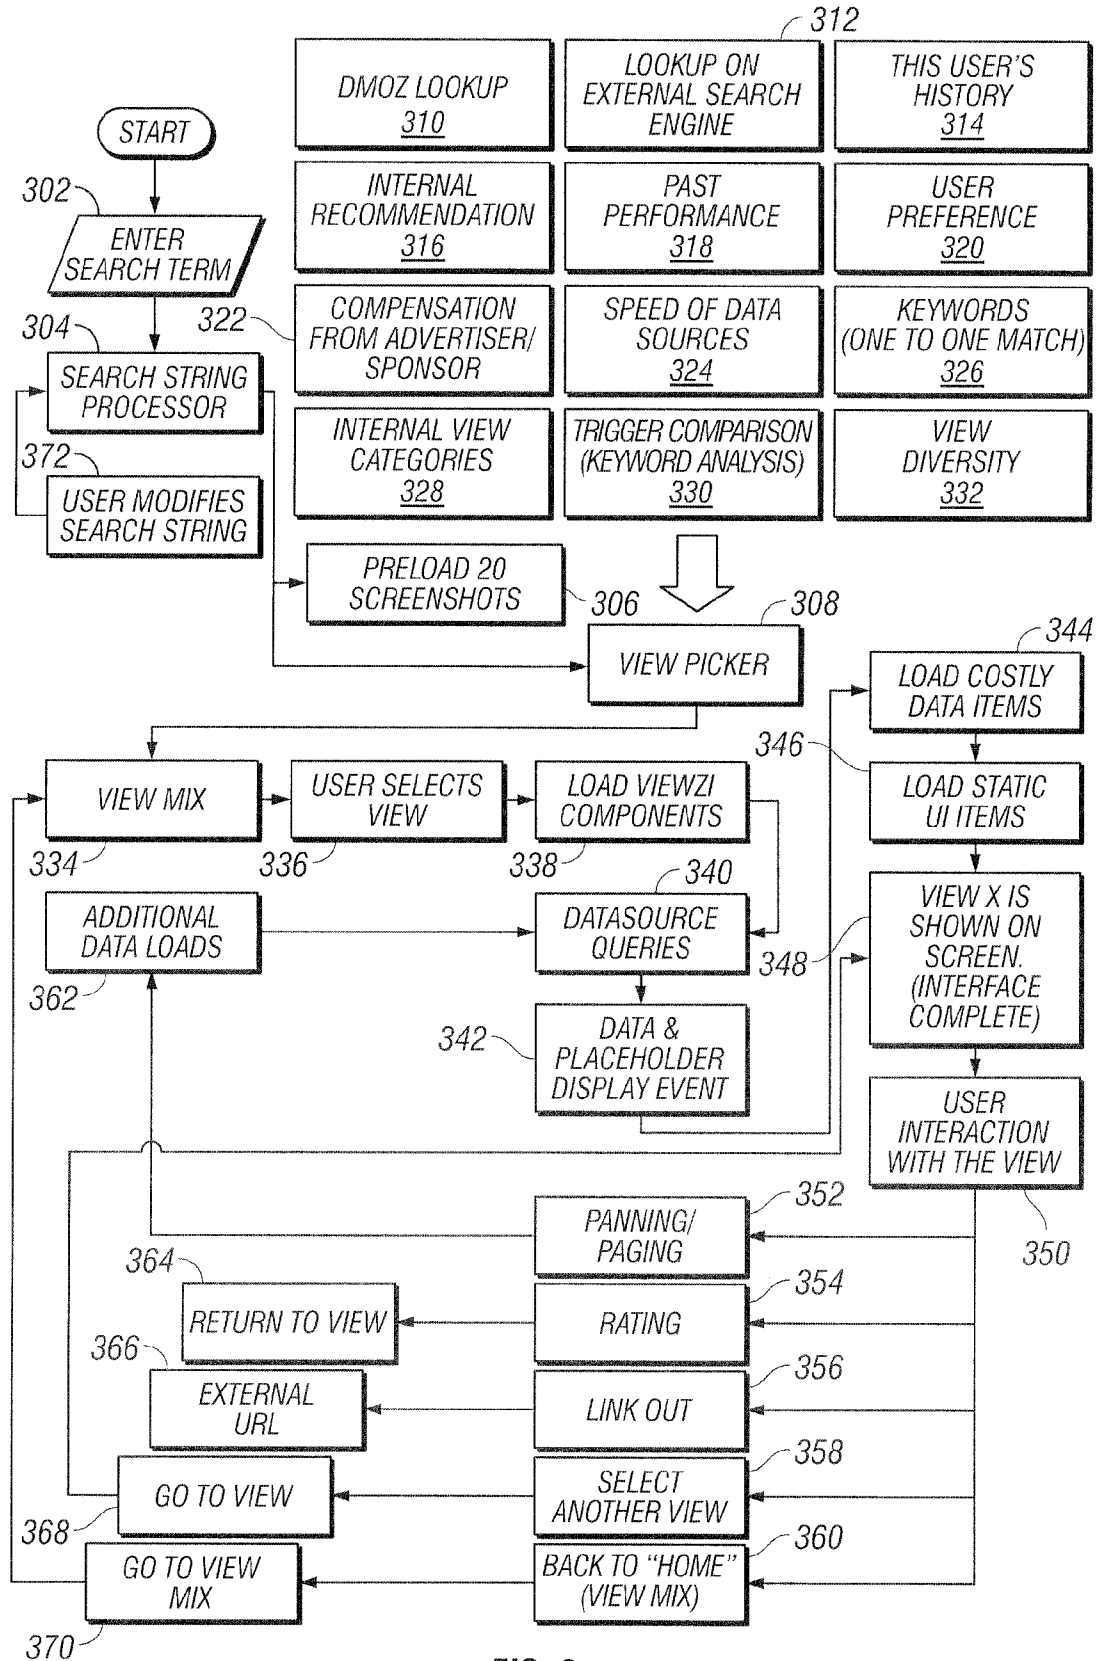 312
DMOZ LOOKUP
310
LOOKUP ON
EXTERNAL SEARCH
ENGINE
THIS USER'S
HISTORY
314
START
302
ENTER
SEARCH TERM
INTERNAL
RECOMMENDATION
316
PAST
PERFORMANCE
318
USER
PREFERENCE
320
322
COMPENSATION
FROM ADVERTISER/
SPONSOR
SPEED OF DATA
SOURCES
324
KEYWORDS
(ONE TO ONE MATCH)
326
304
SEARCH STRING
PROCESSOR
INTERNAL VIEW
CATEGORIES
328
TRIGGER COMPARISON
(KEYWORD ANALYSIS)
330
VIEW
DIVERSITY
332
372
USER MODIFIES
SEARCH STRING
PRELOAD 20
SCREENSHOTS
306
308
VIEW PICKER
344
LOAD COSTLY
DATA ITEMS
346
LOAD STATIC
UI ITEMS
VIEW MIX
334
USER SELECTS
VIEW
336
LOAD VIEWZI
COMPONENTS
338
340
DATASOURCE
QUERIES
ADDITIONAL
DATA LOADS
362
348
VIEW X IS
SHOWN ON
SCREEN.
(INTERFACE
COMPLETE)
342
DATA &
PLACEHOLDER
DISPLAY EVENT
USER
INTERACTION
WITH THE VIEW
350
352
PANNING/
PAGING
364
RETURN TO VIEW
354
RATING
366
EXTERNAL
URL
356
LINK OUT
368
GO TO VIEW
358
SELECT
ANOTHER VIEW
370
GO TO VIEW
MIX
360
BACK TO "HOME"
(VIEW MIX)